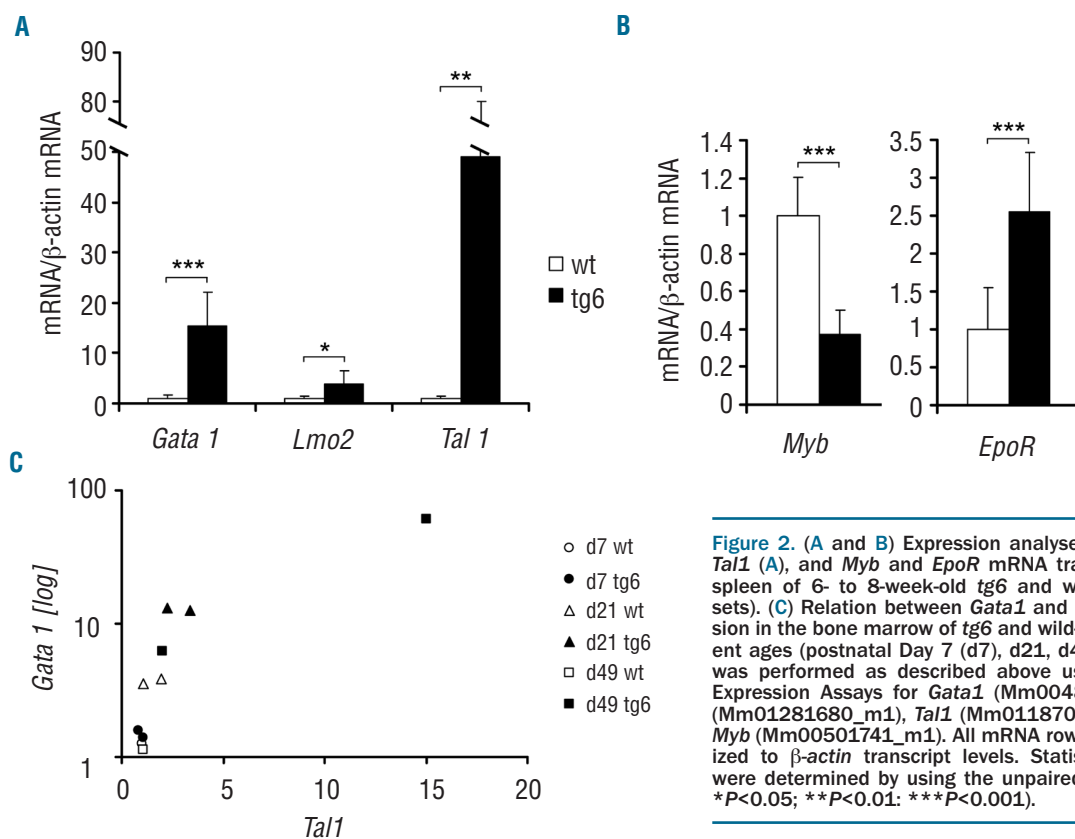 A
mRNA/β-actin mRNA
90
80
50
40
30
20
10
0
***
*
**
Gata 1
Lmo2
Tal 1
wt
tg6
B
mRNA/β-actin mRNA
1.4
1.2
1
0.8
0.6
0.4
0.2
0
***
Myb
3.5
3
2.5
2
1.5
1
0.5
0
***
EpoR
C
Gata 1 [log]
100
10
1
0
5
10
15
20
Tal1
d7 wt
d7 tg6
d21 wt
d21 tg6
d49 wt
d49 tg6
Figure 2. (A and B) Expression analyse
Tal1 (A), and Myb and EpoR mRNA tra
spleen of 6- to 8-week-old tg6 and w
sets). (C) Relation between Gata1 and
sion in the bone marrow of tg6 and wild-
ent ages (postnatal Day 7 (d7), d21, d4
was performed as described above us
Expression Assays for Gata1 (Mm004
(Mm01281680_m1), Tal1 (Mm011870
Myb (Mm00501741_m1). All mRNA row
ized to β-actin transcript levels. Statis
were determined by using the unpaired
*P<0.05; **P<0.01: ***P<0.001).